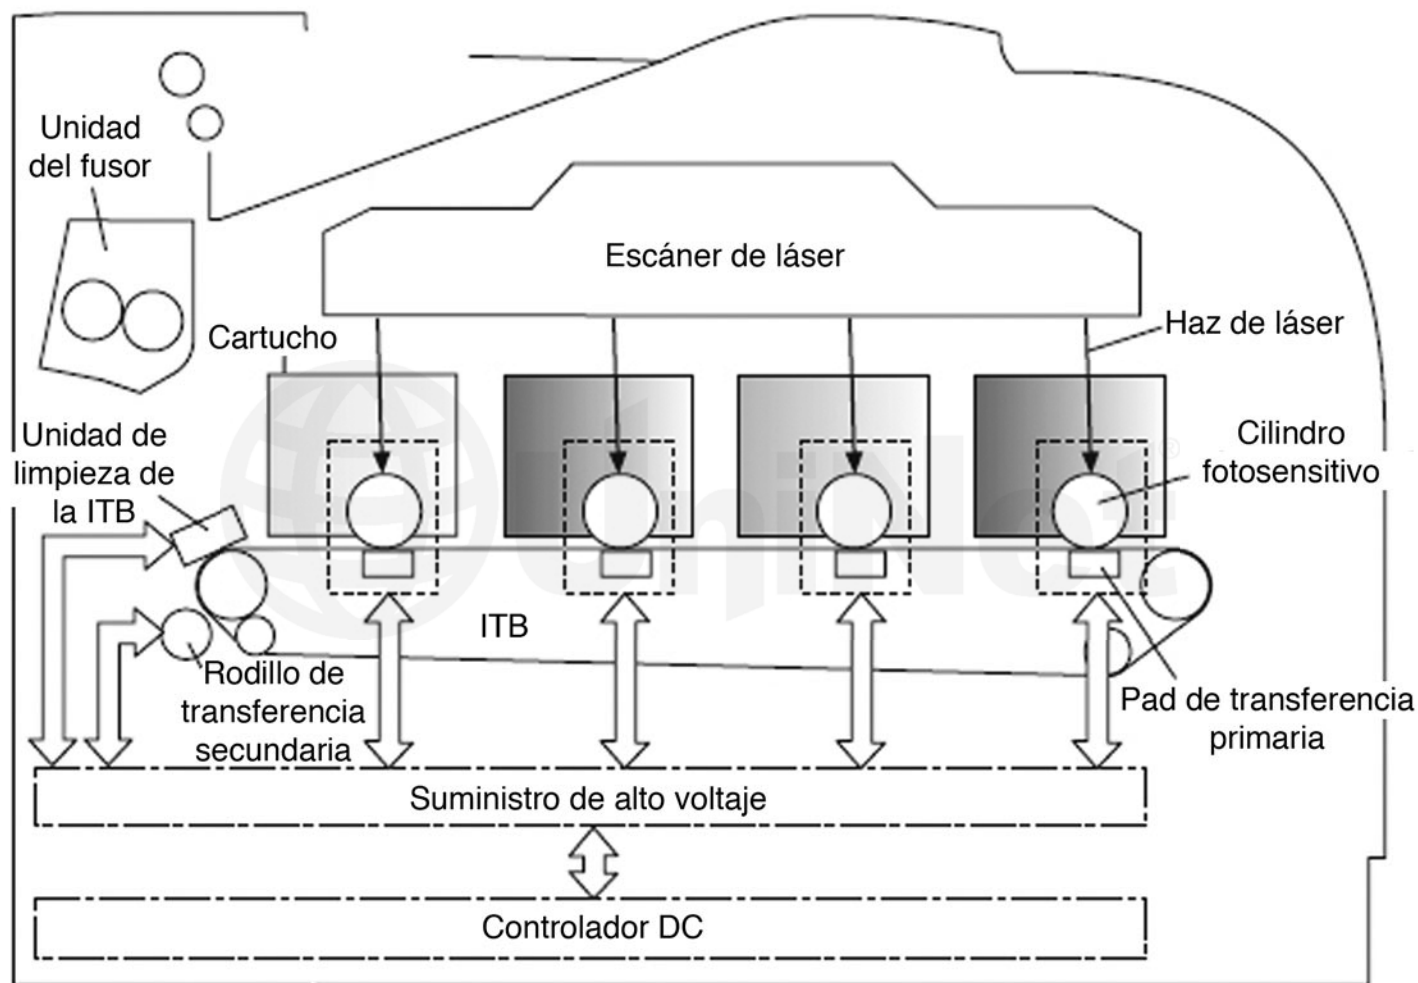 Unidad
del fusor
Escáner de láser
Cartucho
Haz de láser
Unidad de
limpieza de
la ITB
Cilindro
fotosensitivo
UniNet®
ITB
Rodillo de
transferencia
secundaria
Pad de transferencia
primaria
Suministro de alto voltaje
Controlador DC